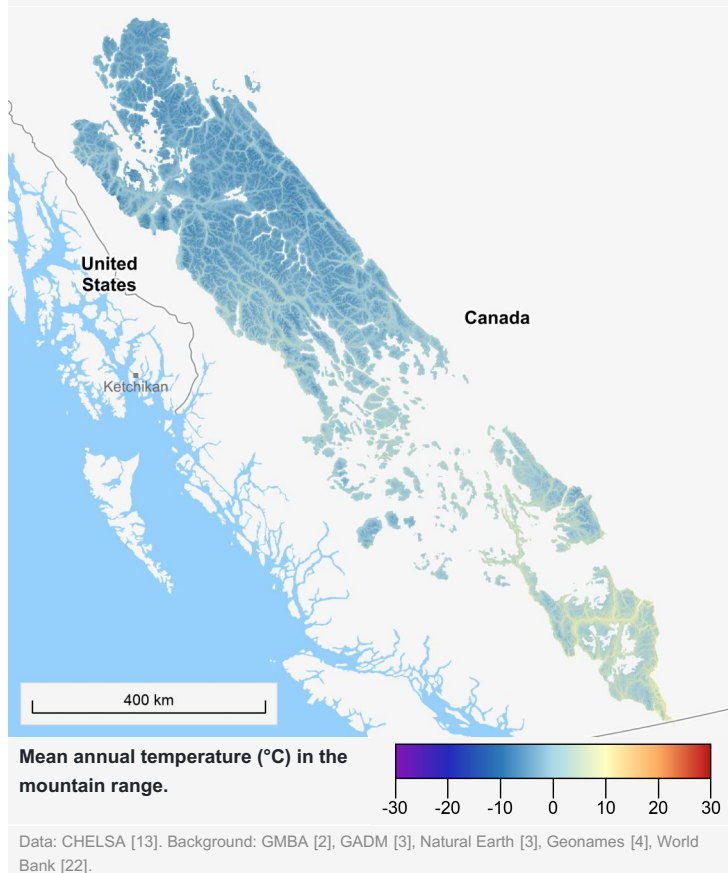 United
States
Canada
Ketchikan
400 km
Mean annual temperature (°C) in the
mountain range.
-30 -20 -10 0 10 20 30
Data: CHELSA [13]. Background: GMBA [2], GADM [3], Natural Earth [3], Geonames [4], World
Bank [22].